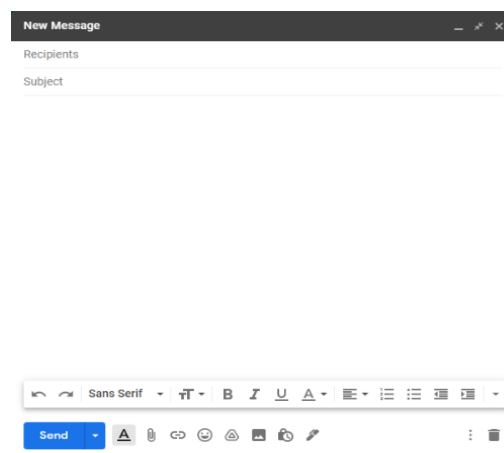 New Message
Recipients
Subject
Sans Serif
Send